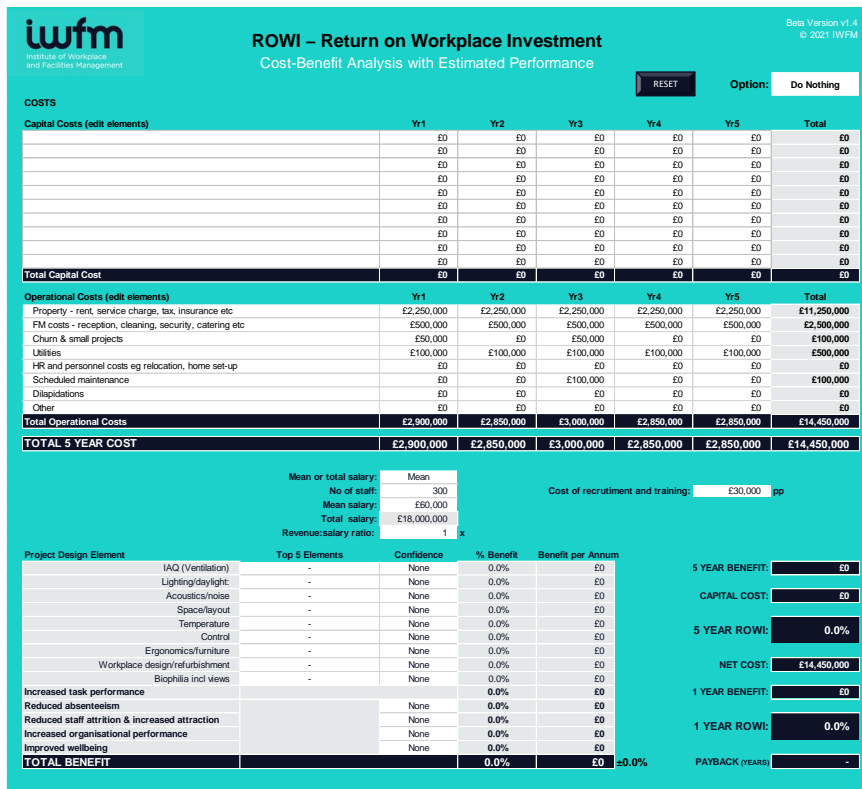 iwfm
Institute of Workplace
and Facilities Management
Beta Version v1.4
© 2021 IWFM
ROWI – Return on Workplace Investment
Cost-Benefit Analysis with Estimated Performance
RESET Option: Do Nothing
COSTS
Capital Costs (edit elements) Yr1 Yr2 Yr3 Yr4 Yr5 Total
£0 £0 £0 £0 £0 £0
£0 £0 £0 £0 £0 £0
£0 £0 £0 £0 £0 £0
£0 £0 £0 £0 £0 £0
£0 £0 £0 £0 £0 £0
£0 £0 £0 £0 £0 £0
£0 £0 £0 £0 £0 £0
£0 £0 £0 £0 £0 £0
£0 £0 £0 £0 £0 £0
£0 £0 £0 £0 £0 £0
Total Capital Cost £0 £0 £0 £0 £0 £0
Operational Costs (edit elements) Yr1 Yr2 Yr3 Yr4 Yr5 Total
Property - rent, service charge, tax, insurance etc £2,250,000 £2,250,000 £2,250,000 £2,250,000 £2,250,000 £11,250,000
FM costs - reception, cleaning, security, catering etc £500,000 £500,000 £500,000 £500,000 £500,000 £2,500,000
Churn & small projects £50,000 £0 £50,000 £0 £0 £100,000
Utilities £100,000 £100,000 £100,000 £100,000 £100,000 £500,000
HR and personnel costs eg relocation, home set-up £0 £0 £0 £0 £0 £0
Scheduled maintenance £0 £0 £100,000 £0 £0 £100,000
Dilapidations £0 £0 £0 £0 £0 £0
Other £0 £0 £0 £0 £0 £0
Total Operational Costs £2,900,000 £2,850,000 £3,000,000 £2,850,000 £2,850,000 £14,450,000
TOTAL 5 YEAR COST £2,900,000 £2,850,000 £3,000,000 £2,850,000 £2,850,000 £14,450,000
Mean or total salary: Mean
No of staff: 300 Cost of recrutiment and training: £30,000 pp
Mean salary: £60,000
Total salary: £18,000,000
Revenue:salary ratio: 1 x
Project Design Element Top 5 Elements Confidence % Benefit Benefit per Annum
IAQ (Ventilation) - None 0.0% £0 5 YEAR BENEFIT: £0
Lighting/daylight: - None 0.0% £0
Acoustics/noise - None 0.0% £0 CAPITAL COST: £0
Space/layout - None 0.0% £0
Temperature - None 0.0% £0 5 YEAR ROWI: 0.0%
Control - None 0.0% £0
Ergonomics/furniture - None 0.0% £0
Workplace design/refurbishment - None 0.0% £0 NET COST: £14,450,000
Biophilia incl views - None 0.0% £0
Increased task performance 0.0% £0 1 YEAR BENEFIT: £0
Reduced absenteeism None 0.0% £0
Reduced staff attrition & increased attraction None 0.0% £0 1 YEAR ROWI: 0.0%
Increased organisational performance None 0.0% £0
Improved wellbeing None 0.0% £0
TOTAL BENEFIT 0.0% £0 ±0.0% PAYBACK (YEARS) -